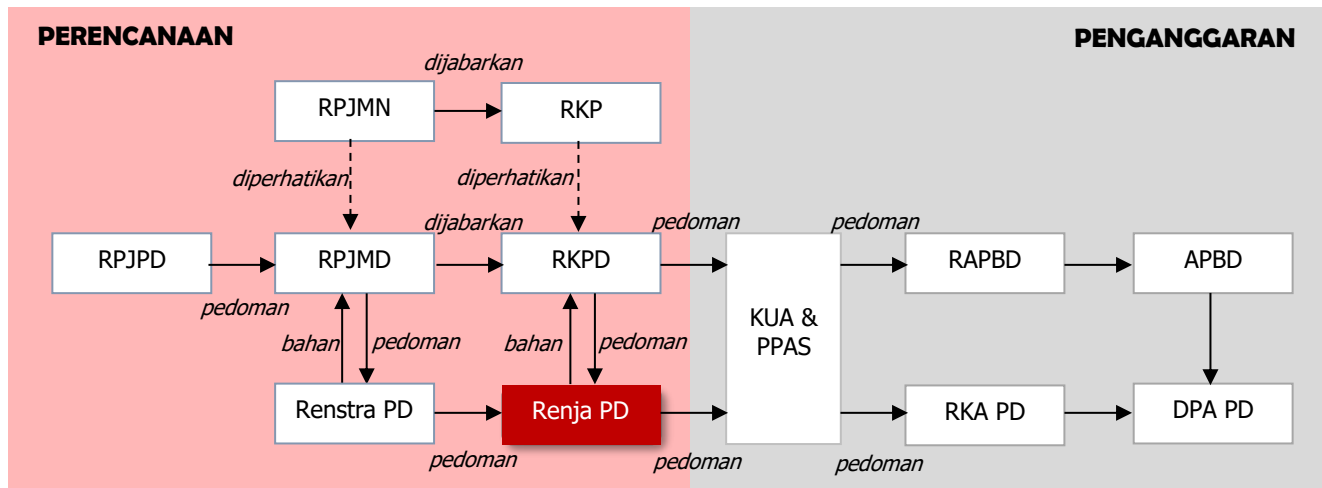 PERENCANAAN
PENGANGGARAN
dijabarkan
RPJMN
RKP
diperhatikan
diperhatikan
dijabarkan
pedoman
pedoman
RPJPD
RPJMD
RKPD
RAPBD
APBD
pedoman
KUA &
PPAS
bahan
pedoman
bahan
pedoman
Renstra PD
Renja PD
RKA PD
DPA PD
pedoman
pedoman
pedoman